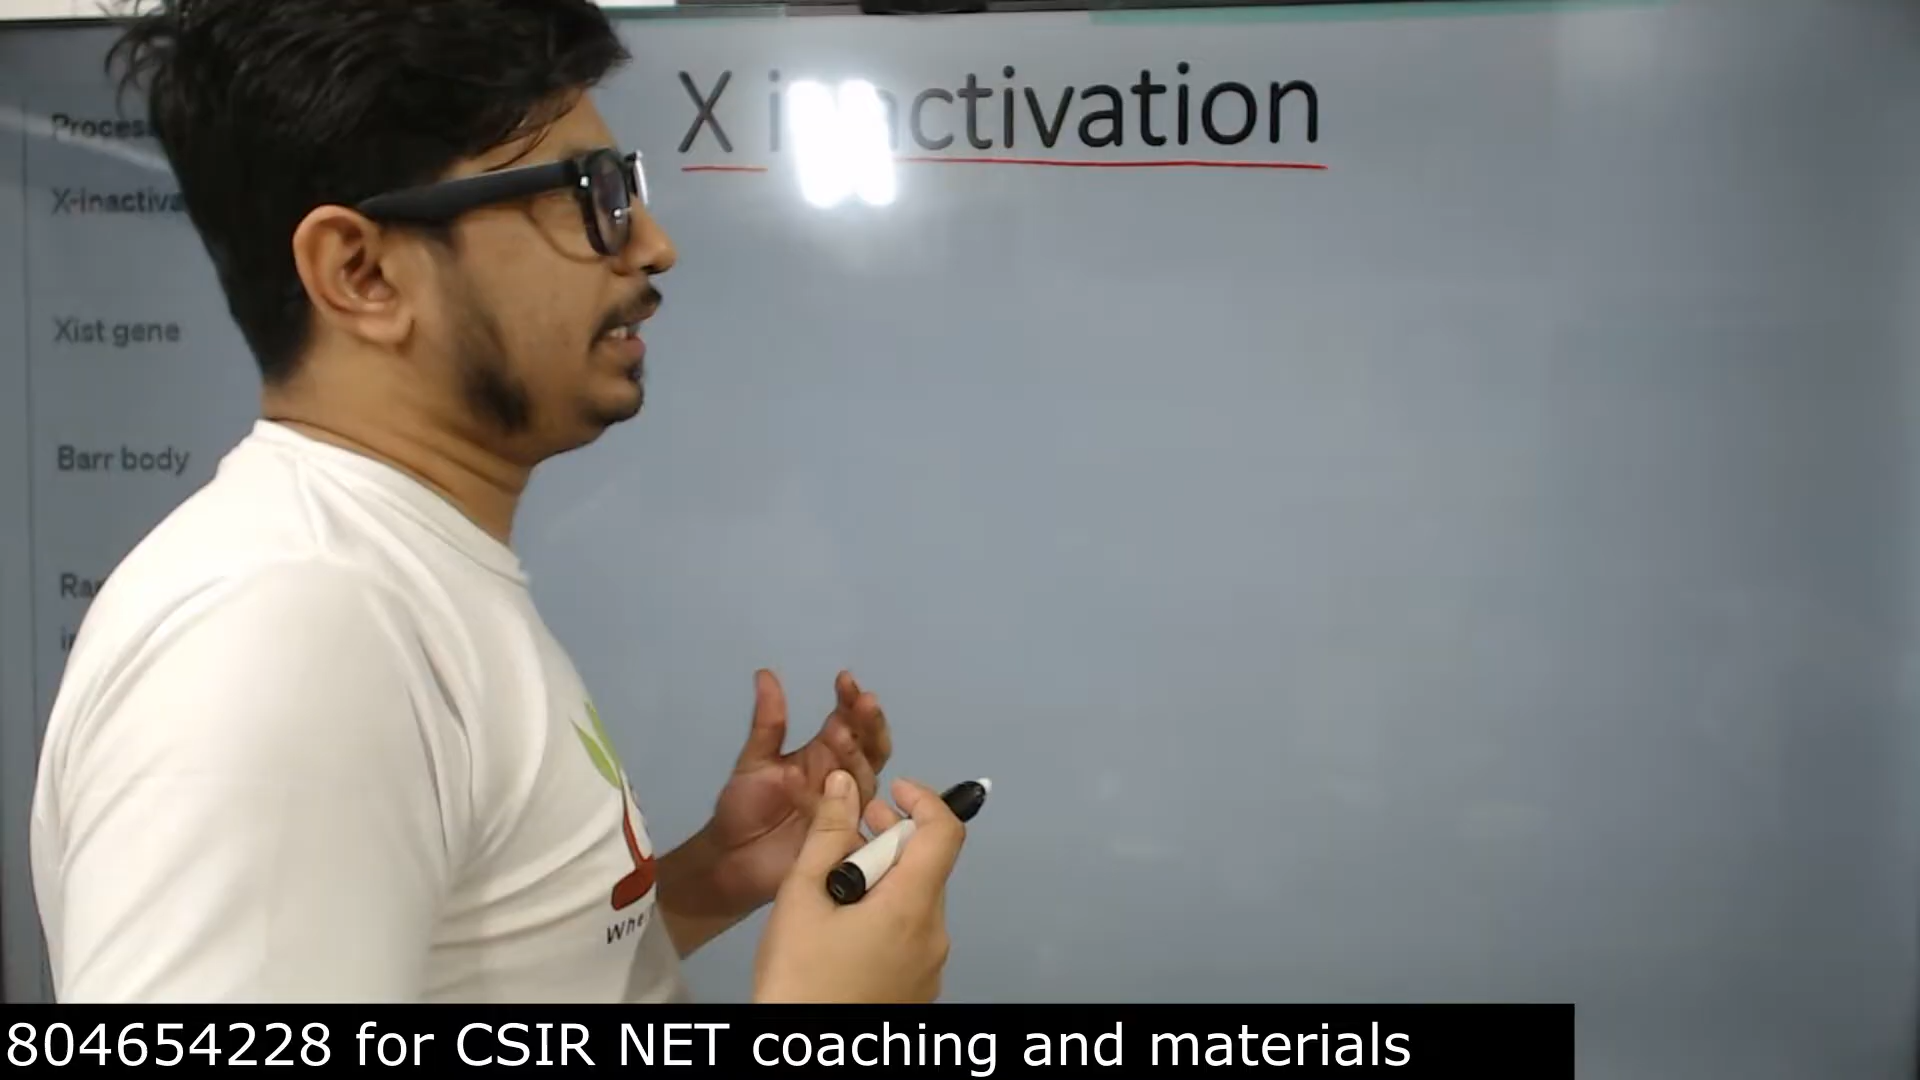 X inactivation
Xist gene
Barr body
804654228 for CSIR NET coaching and materials